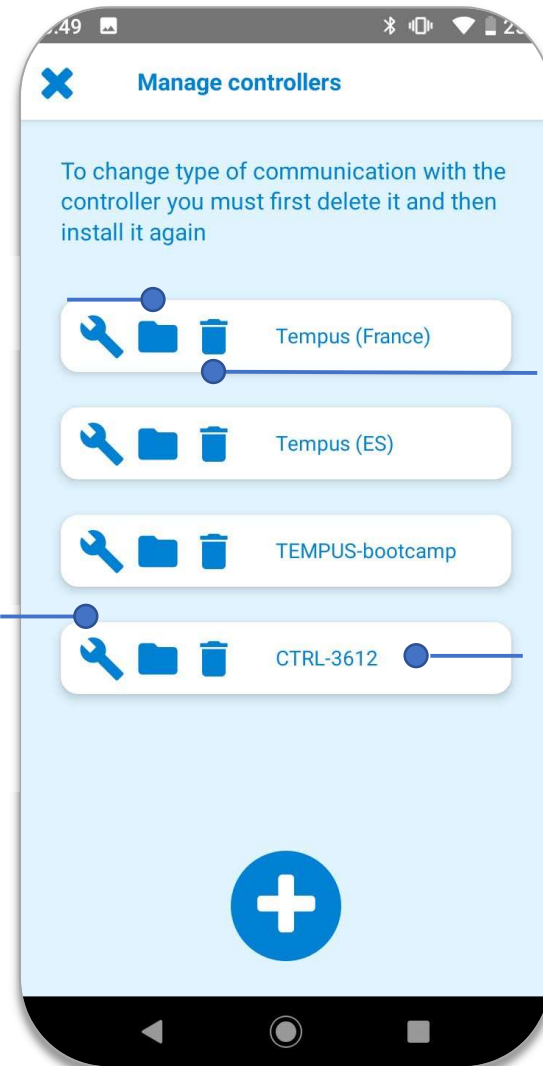 :49
Manage controllers
To change type of communication with the
controller you must first delete it and then
install it again
Tempus (France)
Tempus (ES)
TEMPUS-bootcamp
CTRL-3612